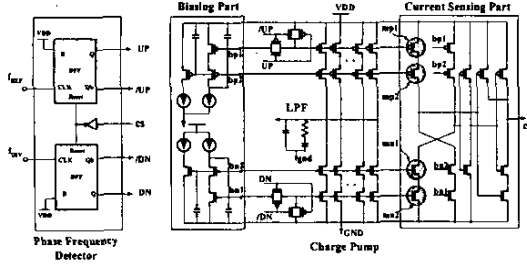 Biasing Part
VDD
Current Sensing Part
VDD
D
Q
UP
DFF
f_REF
CLK
Qb
/UP
Reset
CS
Reset
f_DIV
CLK
Qb
/DN
DFF
D
Q
DN
VDD
Phase Frequency
Detector
/UP
bp1
UP
bp2
LPF
gnd
bn2
DN
bn1
/DN
GND
Charge Pump
mp1
bp1
bp2
mp2
mn1
bn2
bn1
mn2